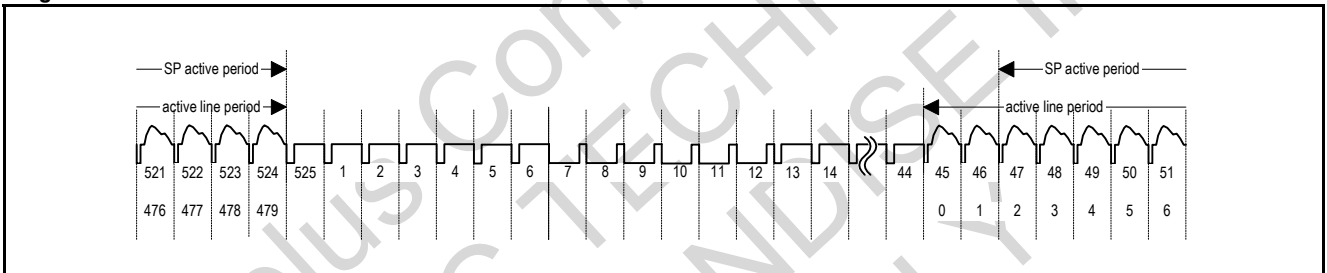 SP active period
SP active period
active line period
active line period
521 522 523 524 525 1 2 3 4 5 6 7 8 9 10 11 12 13 14 44 45 46 47 48 49 50 51
476 477 478 479 0 1 2 3 4 5 6